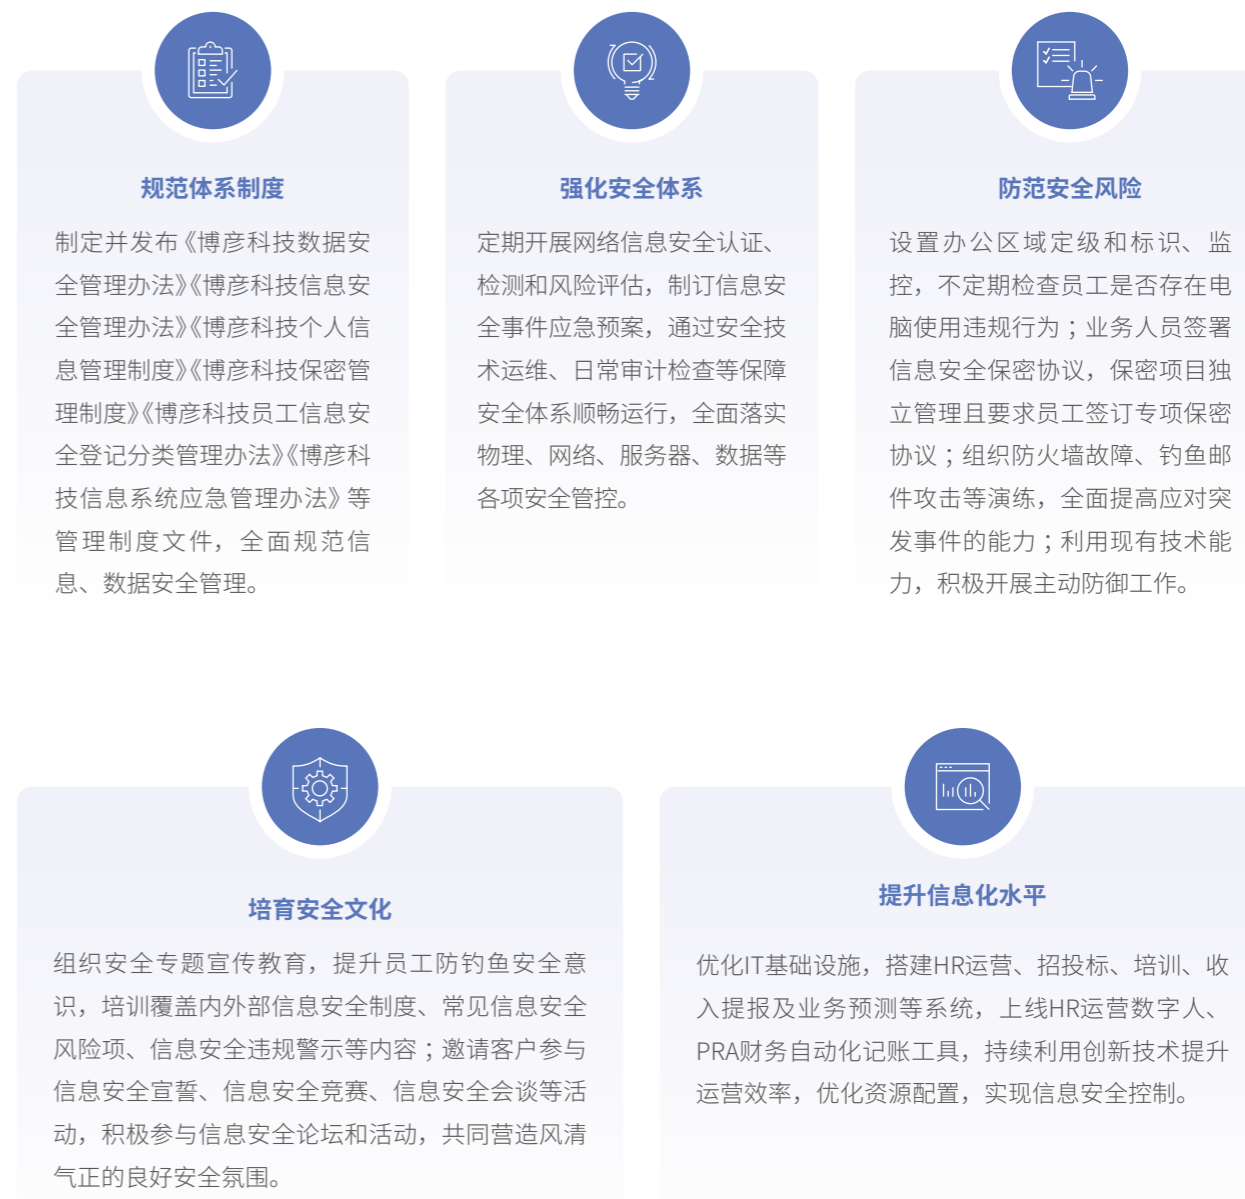 规范体系制度
制定并发布《博彦科技数据安
全管理办法》《博彦科技信息安
全管理办法》《博彦科技个人信
息管理制度》《博彦科技保密管
理制度》《博彦科技员工信息安
全登记分类管理办法》《博彦科
技信息系统应急管理办法》等
管理制度文件，全面规范信
息、数据安全管理。
强化安全体系
定期开展网络信息安全认证、
检测和风险评估，制订信息安
全事件应急预案，通过安全技
术运维、日常审计检查等保障
安全体系顺畅运行，全面落实
物理、网络、服务器、数据等
各项安全管控。
防范安全风险
设置办公区域定级和标识、监
控，不定期检查员工是否存在电
脑使用违规行为；业务人员签署
信息安全保密协议，保密项目独
立管理且要求员工签订专项保密
协议；组织防火墙故障、钓鱼邮
件攻击等演练，全面提高应对突
发事件的能力；利用现有技术能
力，积极开展主动防御工作。
培育安全文化
组织安全专题宣传教育，提升员工防钓鱼安全意
识，培训覆盖内外部信息安全制度、常见信息安全
风险项、信息安全违规警示等内容；邀请客户参与
信息安全宣誓、信息安全竞赛、信息安全会谈等活
动，积极参与信息安全论坛和活动，共同营造风清
气正的良好安全氛围。
提升信息化水平
优化IT基础设施，搭建HR运营、招投标、培训、收
入提报及业务预测等系统，上线HR运营数字人、
PRA财务自动化记账工具，持续利用创新技术提升
运营效率，优化资源配置，实现信息安全控制。